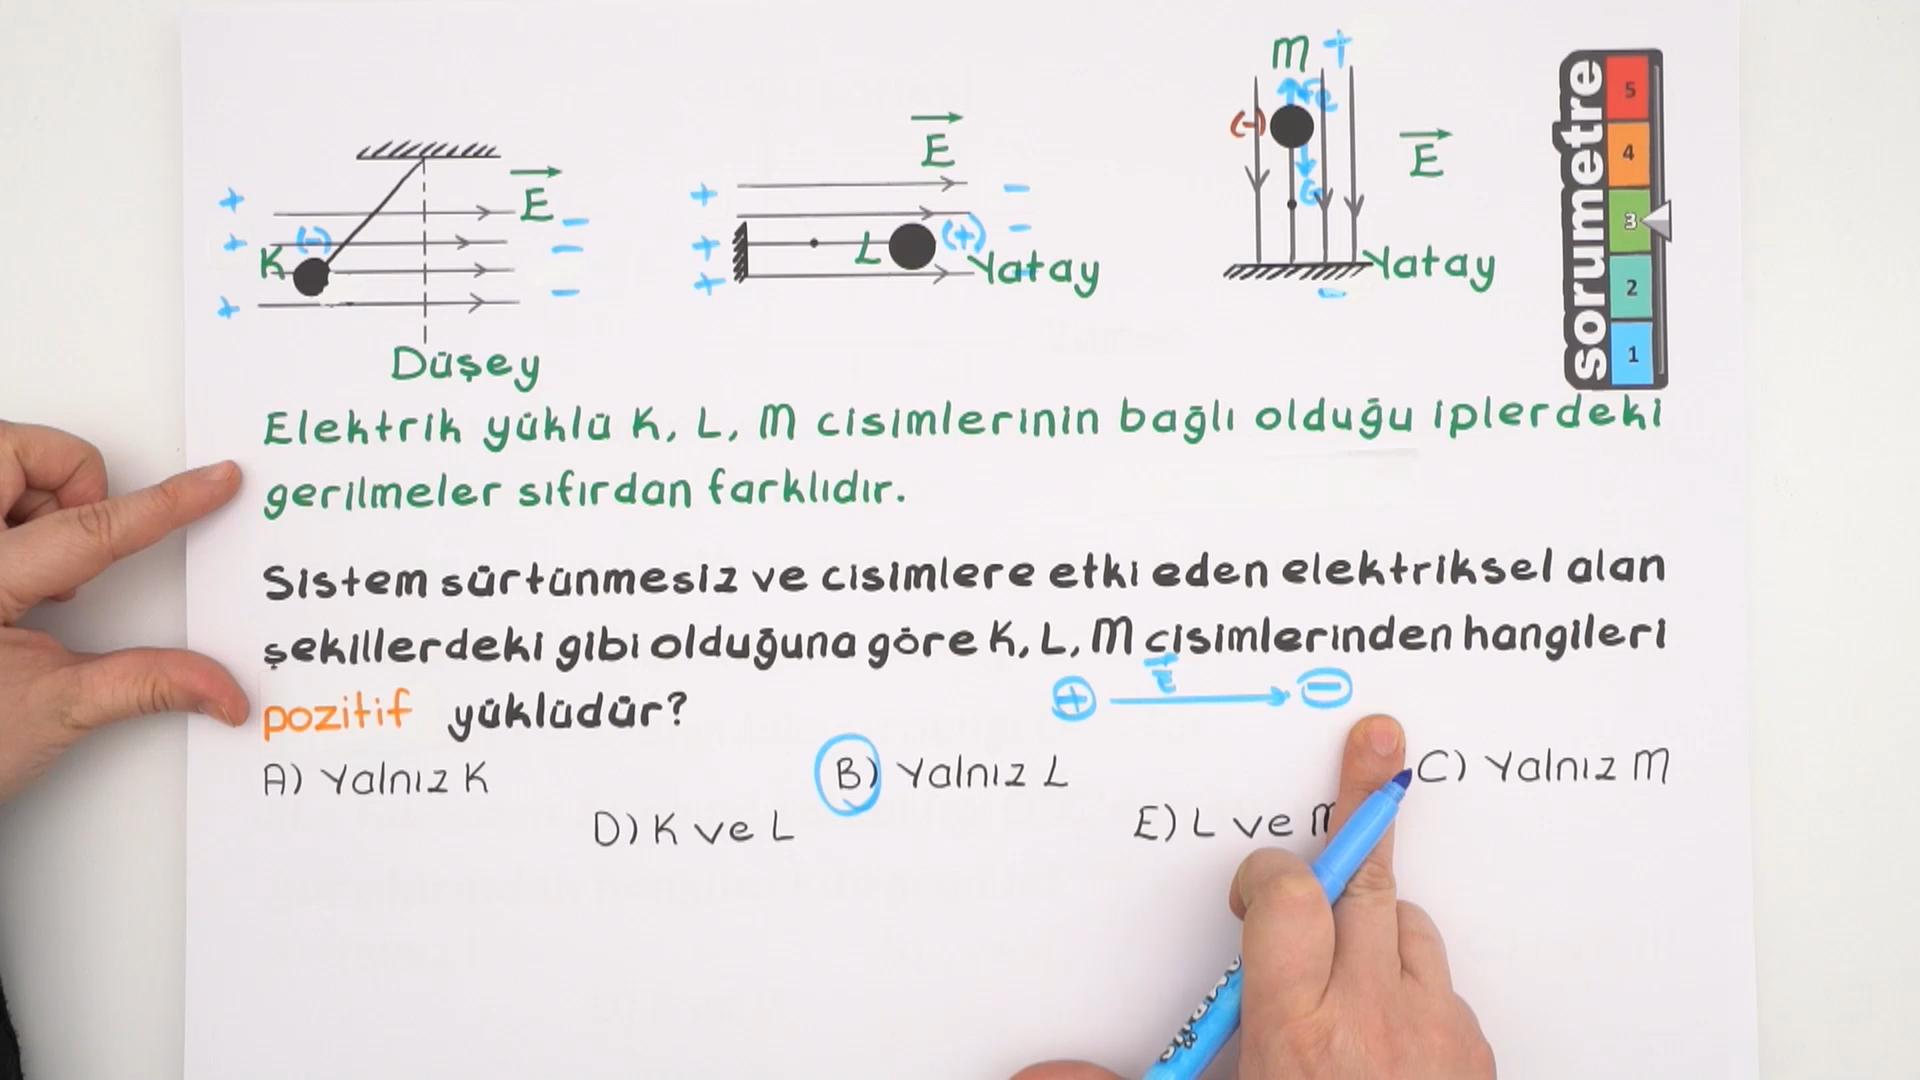 M +
Fe
(-)
G
E
Yatay
-
E
+ -
+ -
+ -
K (-)
Düşey
E
+ -
+ -
+ -
L (+)
Yatay
sorumetre
5
4
3
2
1
Elektrik yüklü K, L, M cisimlerinin bağlı olduğu iplerdeki
gerilmeler sıfırdan farklıdır.
Sistem sürtünmesiz ve cisimlere etki eden elektriksel alan
şekillerdeki gibi olduğuna göre K, L, M cisimlerinden hangileri
pozitif yüklüdür?
+ E -
A) Yalnız K B) Yalnız L C) Yalnız M
D) K ve L E) L ve M